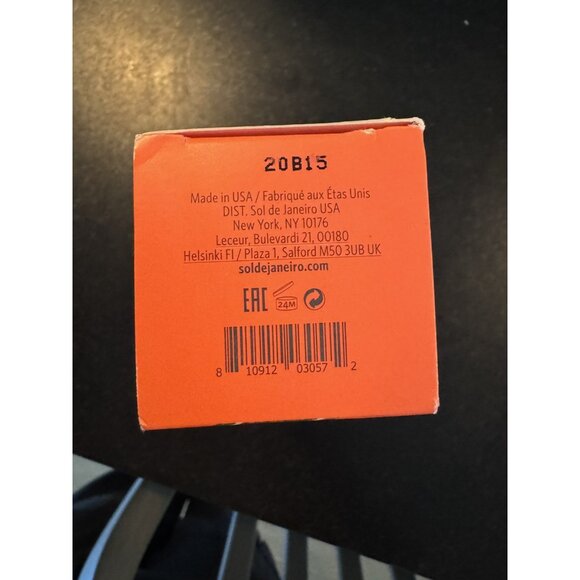 20B15
Made in USA / Fabriqué aux Étas Unis
DIST. Sol de Janeiro USA
New York, NY 10176
Leceur, Bulevardi 21, 00180
Helsinki FI / Plaza 1, Salford M50 3UB UK
soldejaneiro.com
EAC 24M
8 10912 03057 2